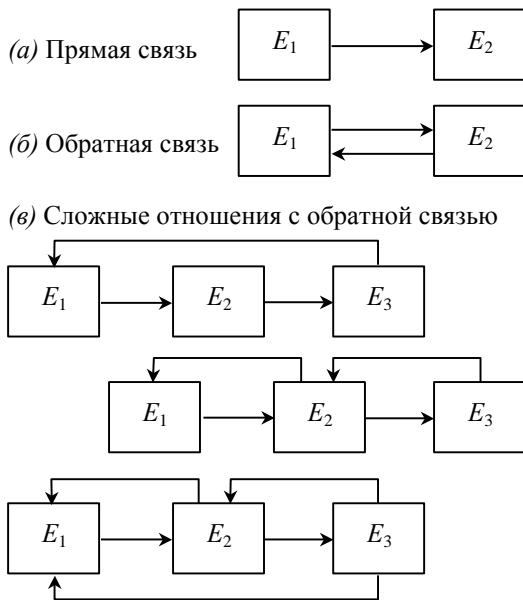 (а) Прямая связь E₁ E₂
(б) Обратная связь E₁ E₂
(в) Сложные отношения с обратной связью
E₁ E₂ E₃
E₁ E₂ E₃
E₁ E₂ E₃